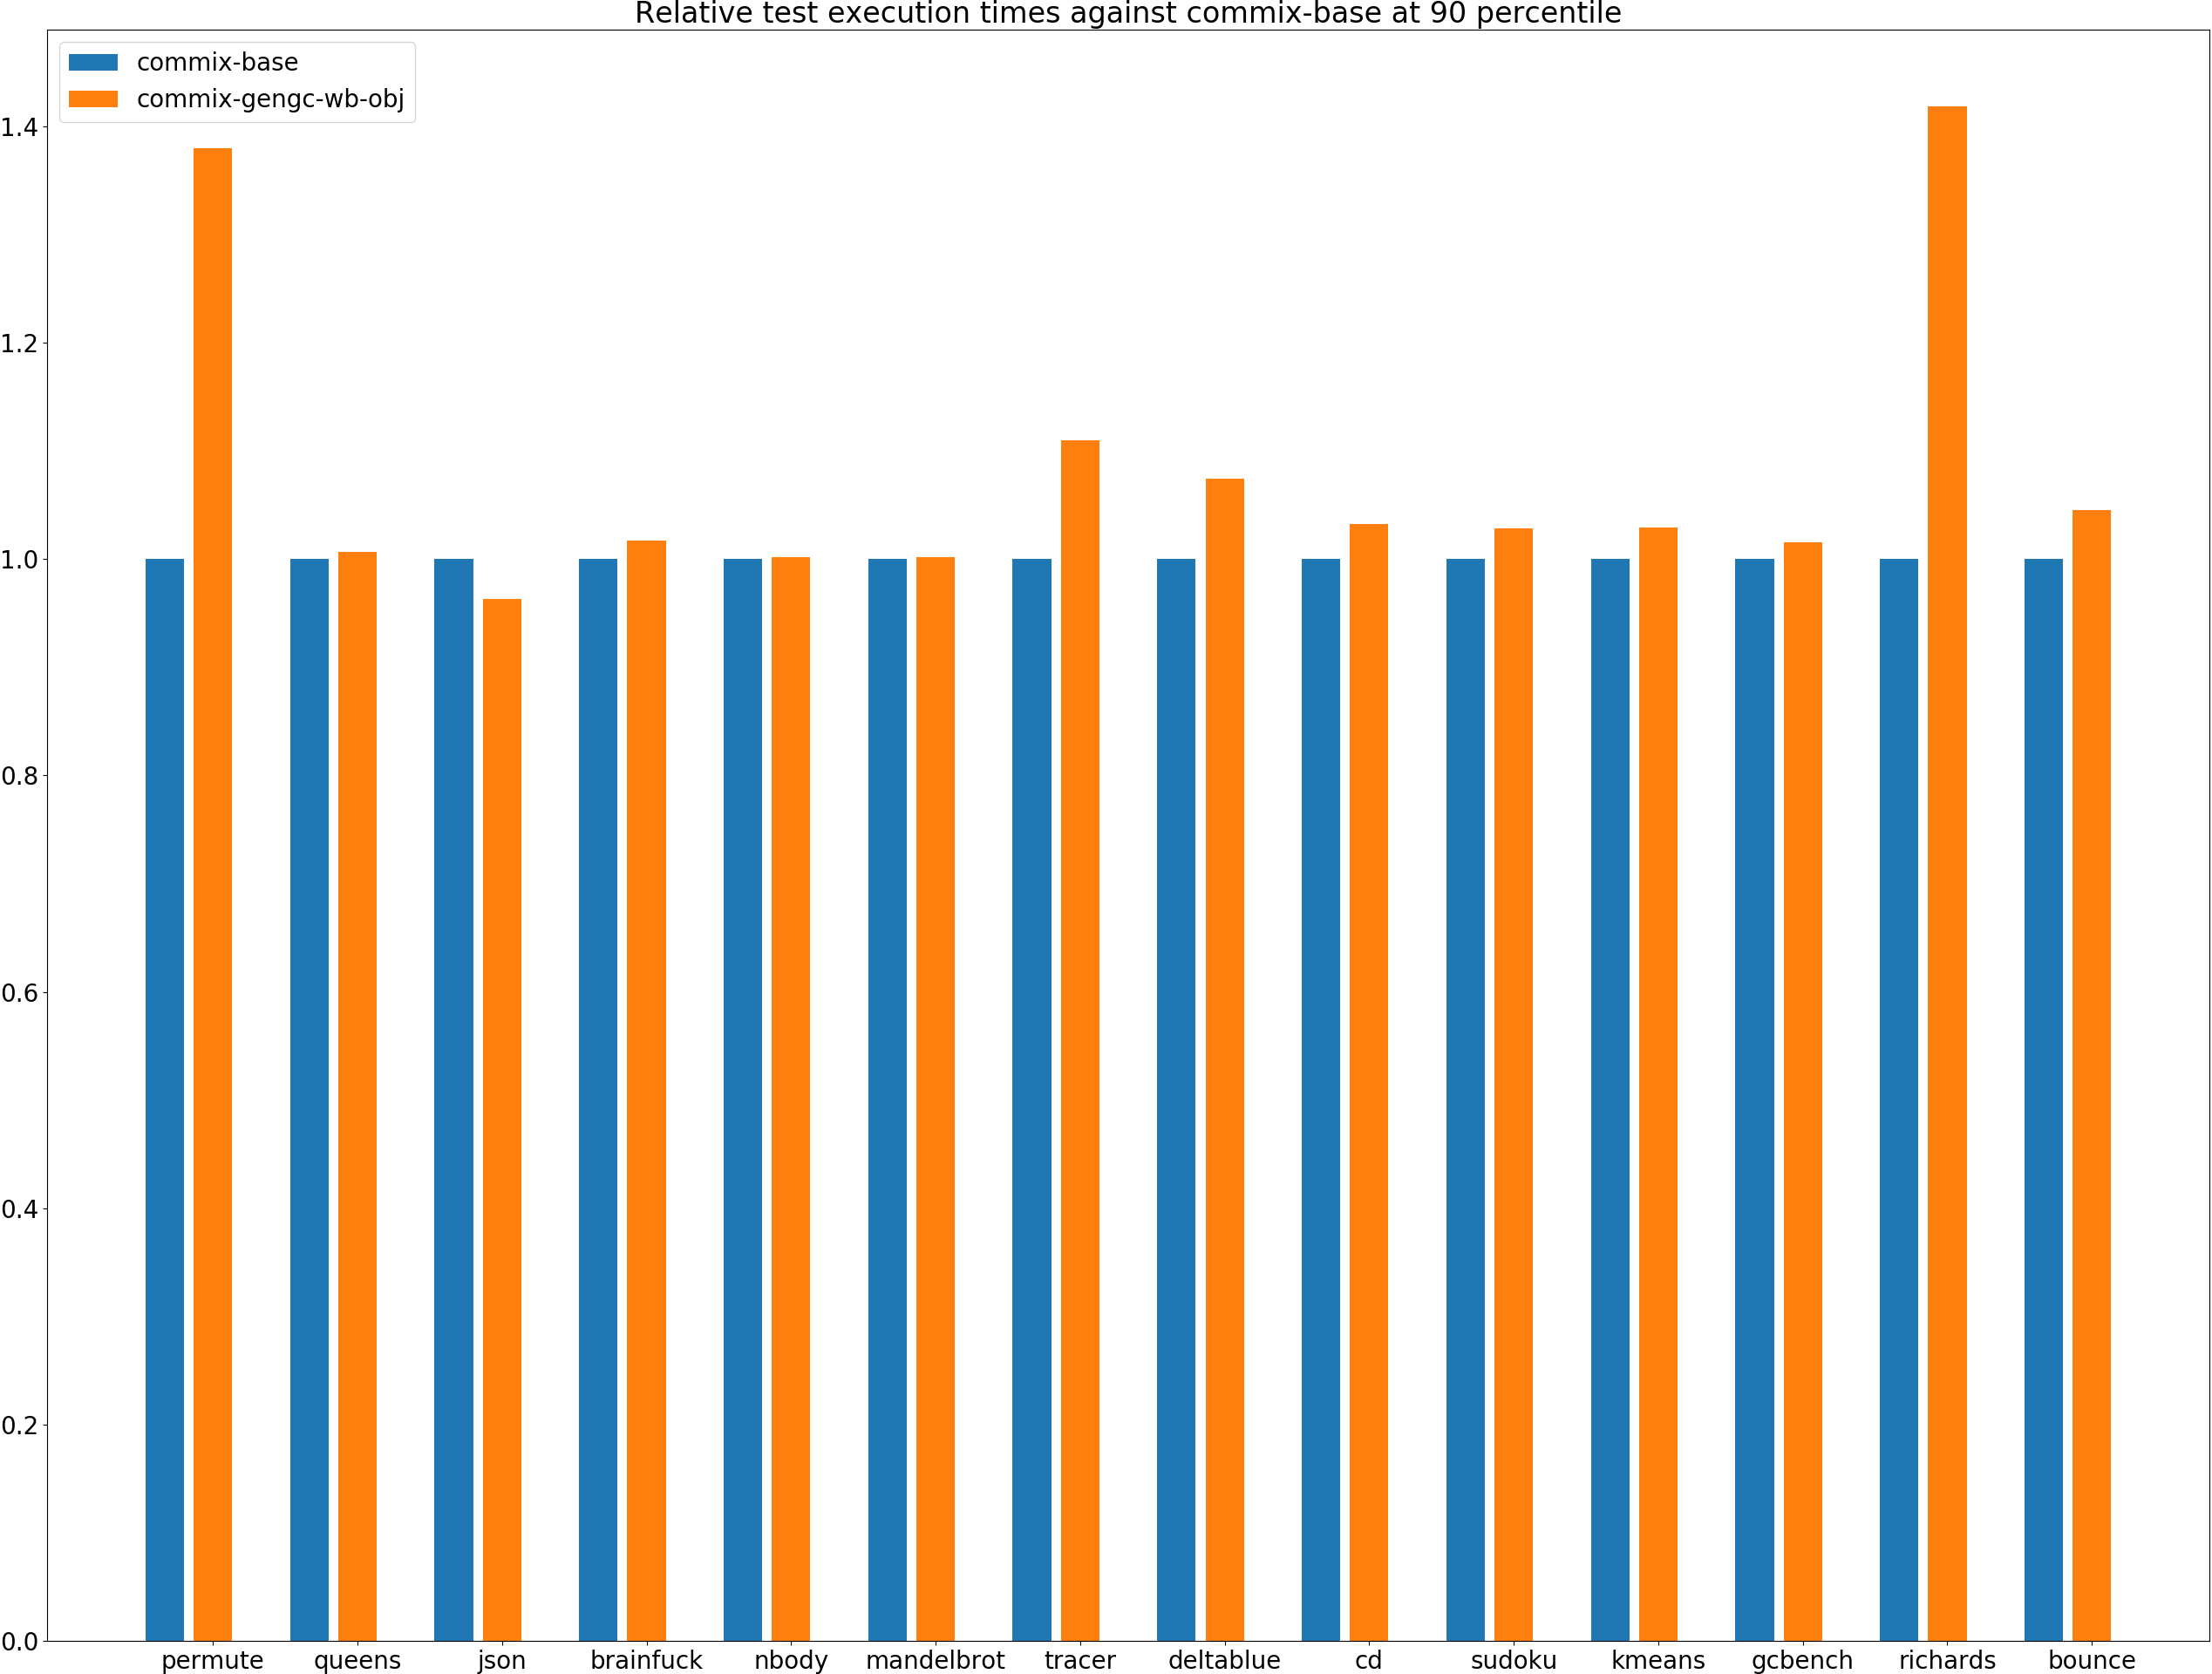 Relative test execution times against commix-base at 90 percentile
commix-base
commix-gengc-wb-obj
1.4
1.2
1.0
0.8
0.6
0.4
0.2
0.0
permute queens json brainfuck nbody mandelbrot tracer deltablue cd sudoku kmeans gcbench richards bounce